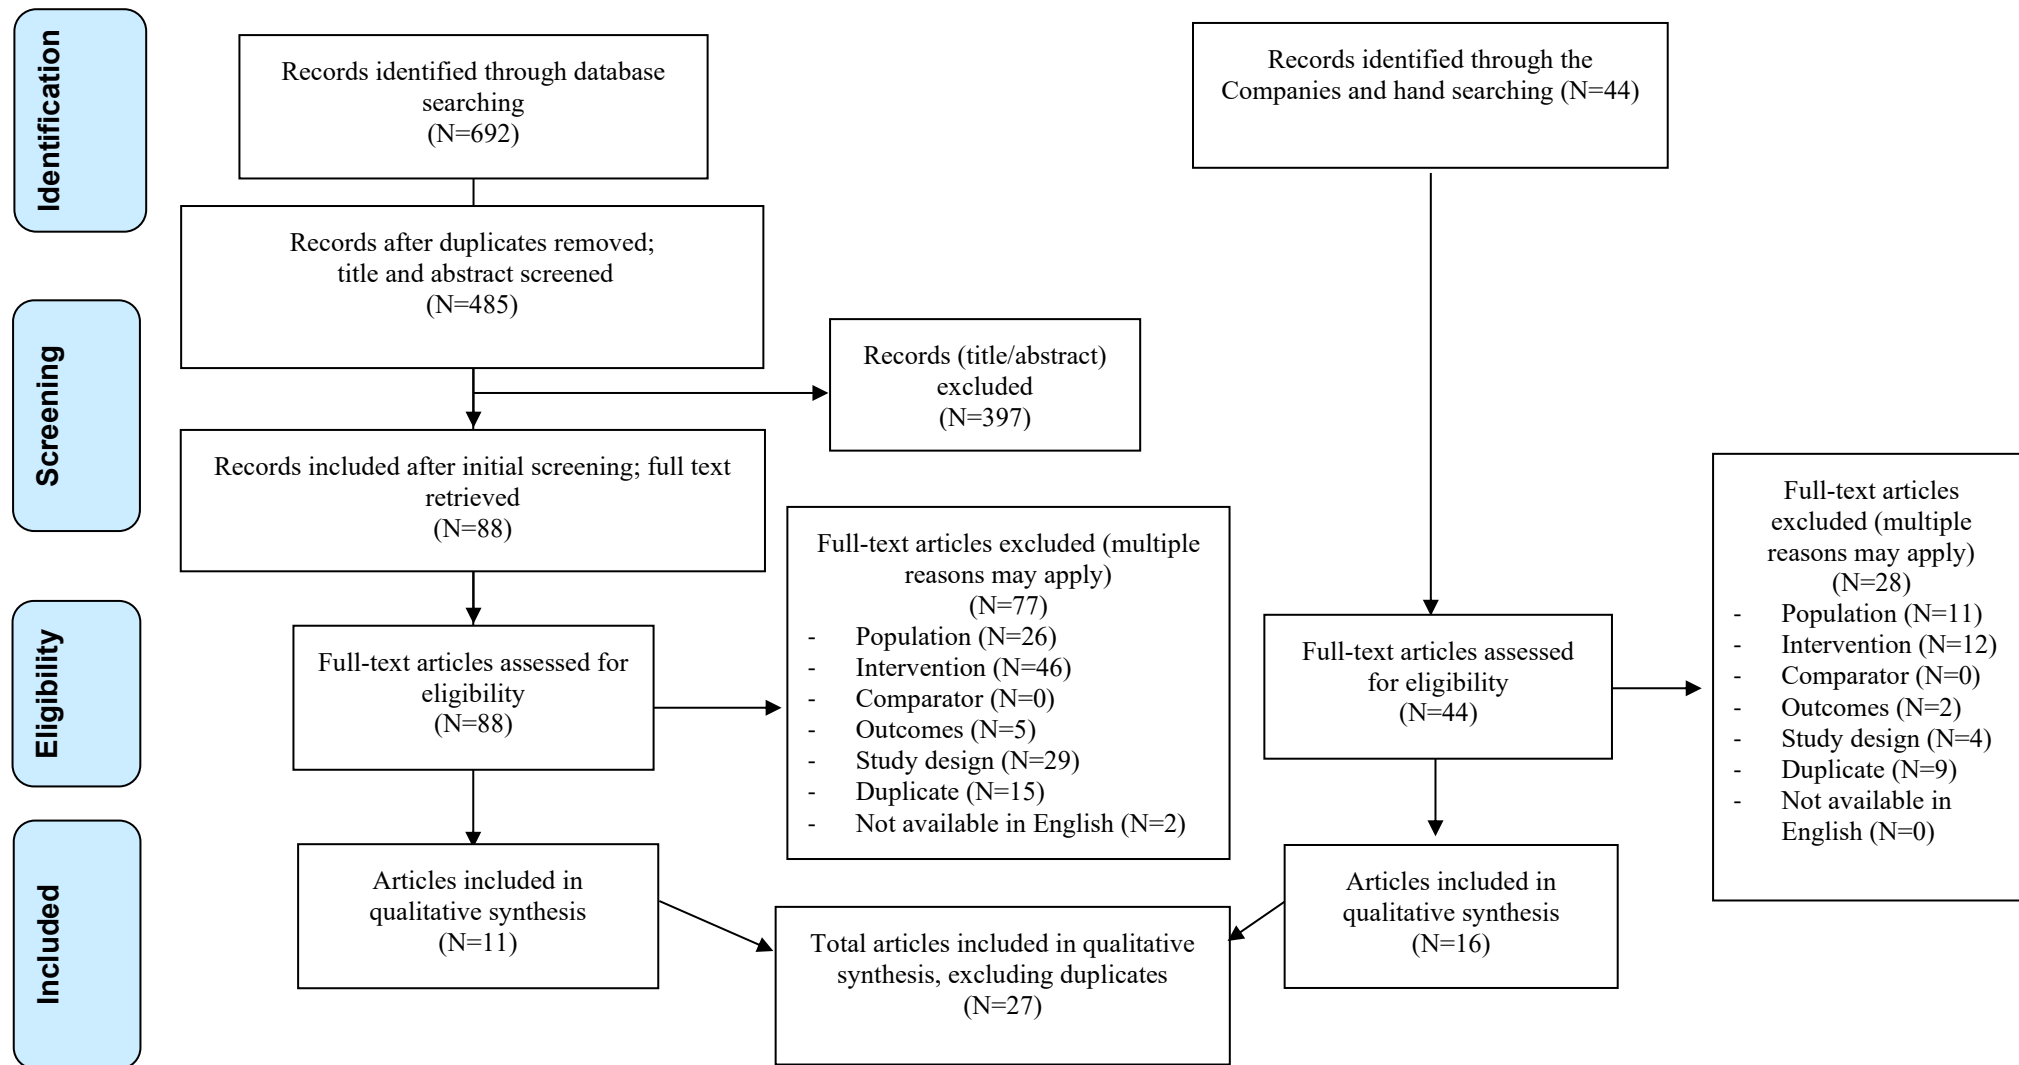 Identification
Records identified through database
searching
(N=692)
Records identified through the
Companies and hand searching (N=44)
Records after duplicates removed;
title and abstract screened
(N=485)
Screening
Records (title/abstract)
excluded
(N=397)
Records included after initial screening; full text
retrieved
(N=88)
Full-text articles excluded (multiple
reasons may apply)
(N=77)
- Population (N=26)
- Intervention (N=46)
- Comparator (N=0)
- Outcomes (N=5)
- Study design (N=29)
- Duplicate (N=15)
- Not available in English (N=2)
Full-text articles
excluded (multiple
reasons may apply)
(N=28)
- Population (N=11)
- Intervention (N=12)
- Comparator (N=0)
- Outcomes (N=2)
- Study design (N=4)
- Duplicate (N=9)
- Not available in
English (N=0)
Eligibility
Full-text articles assessed for
eligibility
(N=88)
Full-text articles assessed
for eligibility
(N=44)
Included
Articles included in
qualitative synthesis
(N=11)
Total articles included in qualitative
synthesis, excluding duplicates
(N=27)
Articles included in
qualitative synthesis
(N=16)